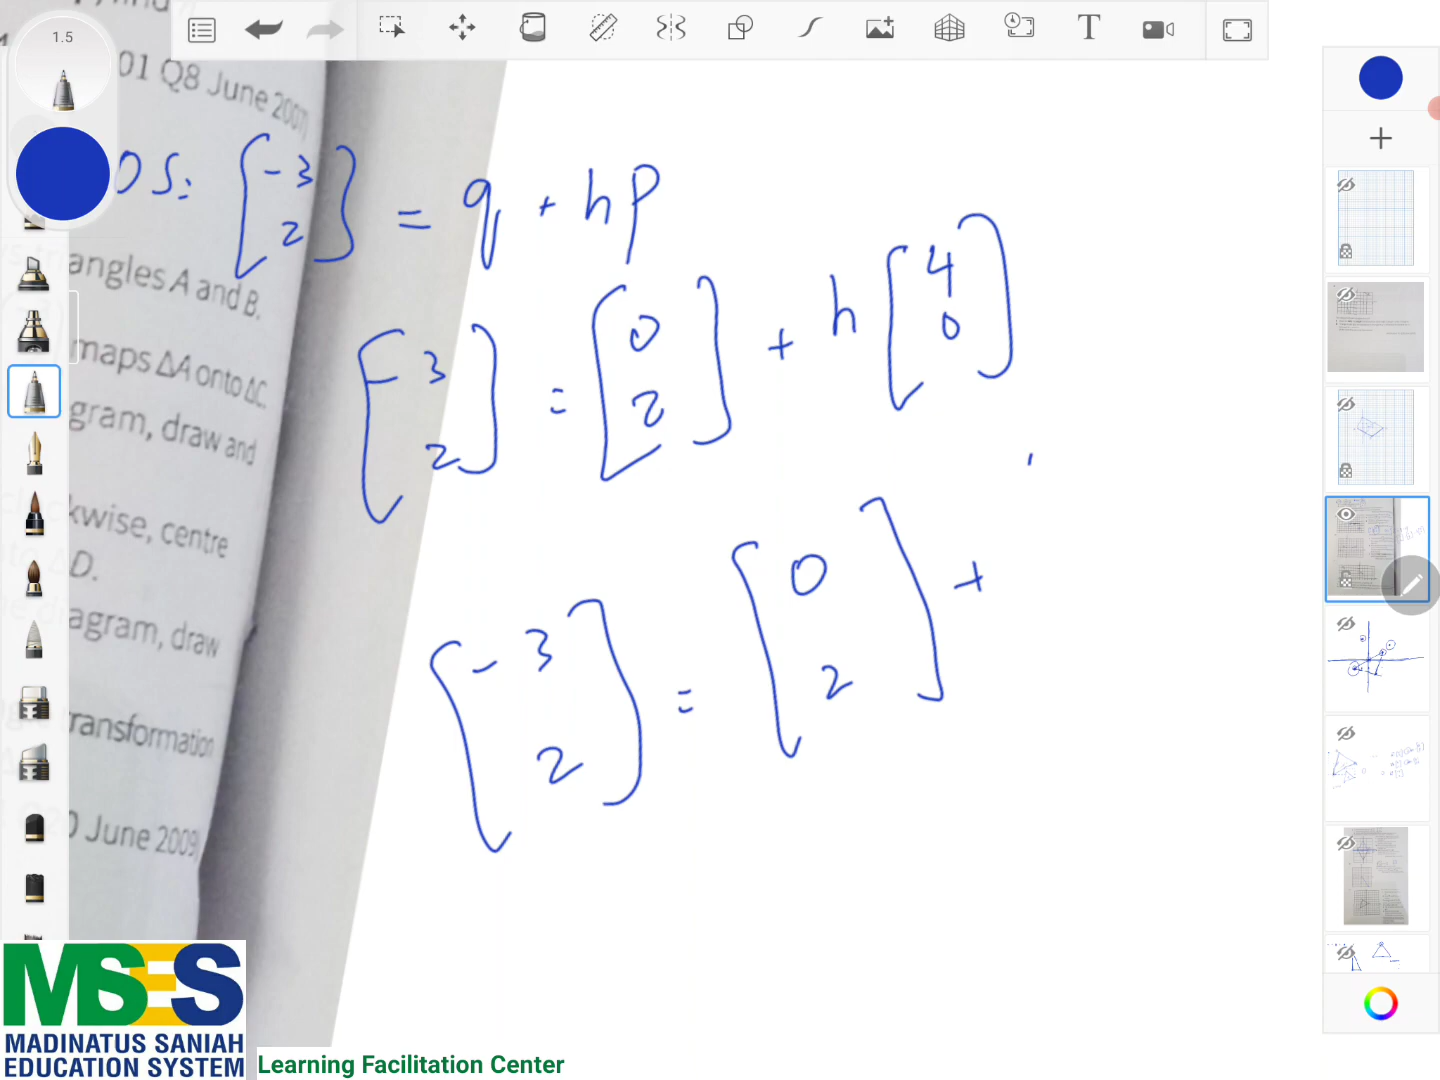 1.5
01 Q8 June 2007
OS: [-3 2] = q + hp
angles A and B.
[-3 2] = [0 2] + h [4 0]
maps ΔA onto ΔC.
gram, draw and
kwise, centre
D.
[-3 2] = [0 2] +
agram, draw
ransformation
0 June 2009
MSES
MADINATUS SANIAH
EDUCATION SYSTEM
Learning Facilitation Center